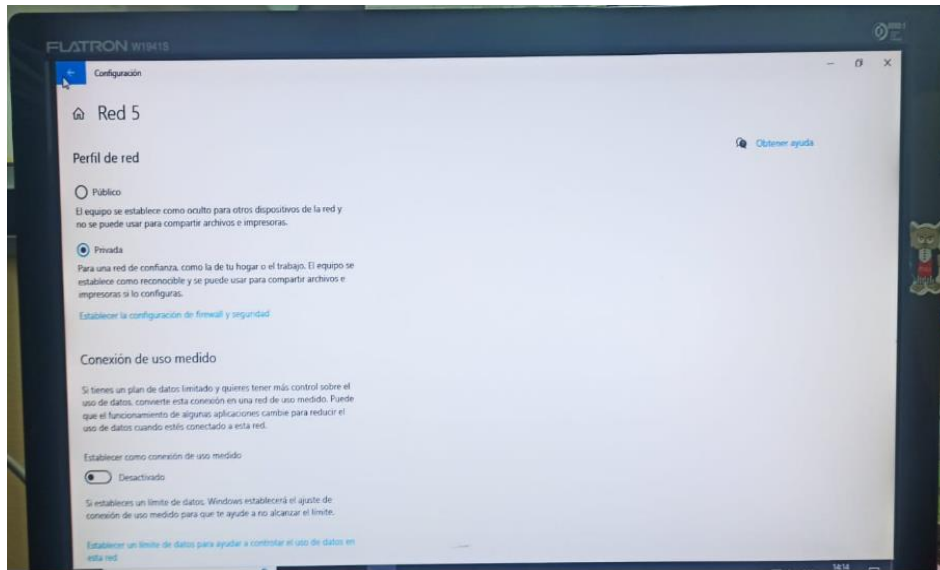 FLATRON W1941S
Configuración
Red 5
Obtener ayuda
Perfil de red
Público
El equipo se establece como oculto para otros dispositivos de la red y
no se puede usar para compartir archivos e impresoras.
Privada
Para una red de confianza, como la de tu hogar o el trabajo. El equipo se
establece como reconocible y se puede usar para compartir archivos e
impresoras si lo configuras.
Establecer la configuración de firewall y seguridad
Conexión de uso medido
Si tienes un plan de datos limitado y quieres tener más control sobre el
uso de datos, convierte esta conexión en una red de uso medido. Puede
que el funcionamiento de algunas aplicaciones cambie para reducir el
uso de datos cuando estés conectado a esta red.
Establecer como conexión de uso medido
Desactivado
Si estableces un límite de datos, Windows establecerá el ajuste de
conexión de uso medido para que te ayude a no alcanzar el límite.
Establecer un límite de datos para ayudar a controlar el uso de datos en
esta red
14:14